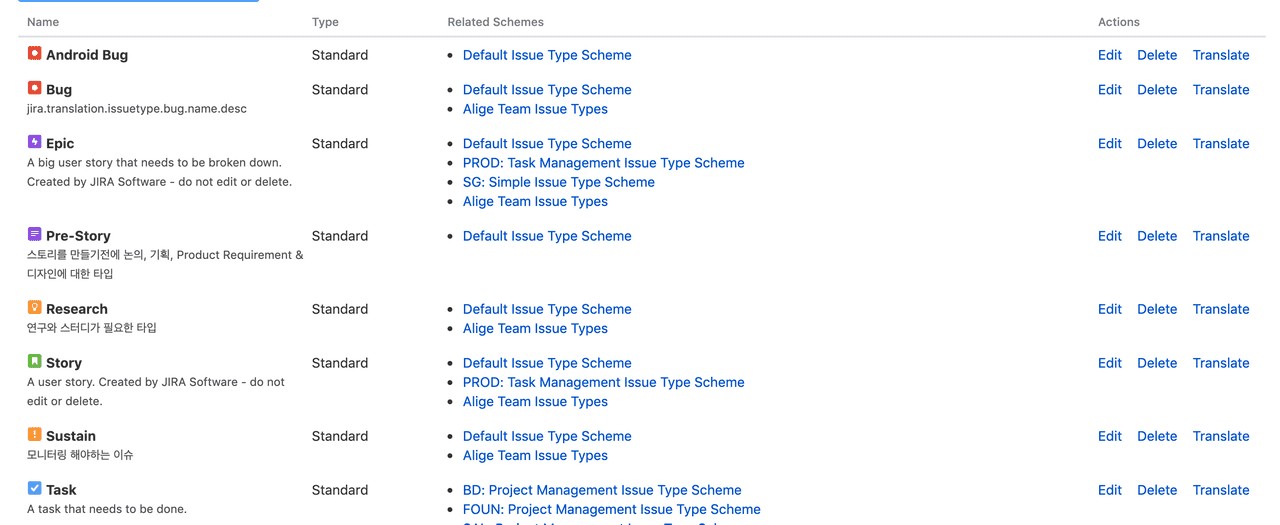 Name Type Related Schemes Actions
Android Bug Standard Default Issue Type Scheme Edit Delete Translate
Bug Standard Default Issue Type Scheme Edit Delete Translate
jira.translation.issuetype.bug.name.desc Alige Team Issue Types
Epic Standard Default Issue Type Scheme Edit Delete Translate
A big user story that needs to be broken down. PROD: Task Management Issue Type Scheme
Created by JIRA Software - do not edit or delete. SG: Simple Issue Type Scheme
Alige Team Issue Types
Pre-Story Standard Default Issue Type Scheme Edit Delete Translate
스토리를 만들기전에 논의, 기획, Product Requirement &
디자인에 대한 타입
Research Standard Default Issue Type Scheme Edit Delete Translate
연구와 스터디가 필요한 타입 Alige Team Issue Types
Story Standard Default Issue Type Scheme Edit Delete Translate
A user story. Created by JIRA Software - do not PROD: Task Management Issue Type Scheme
edit or delete. Alige Team Issue Types
Sustain Standard Default Issue Type Scheme Edit Delete Translate
모니터링 해야하는 이슈 Alige Team Issue Types
Task Standard BD: Project Management Issue Type Scheme Edit Delete Translate
A task that needs to be done. FOUN: Project Management Issue Type Scheme